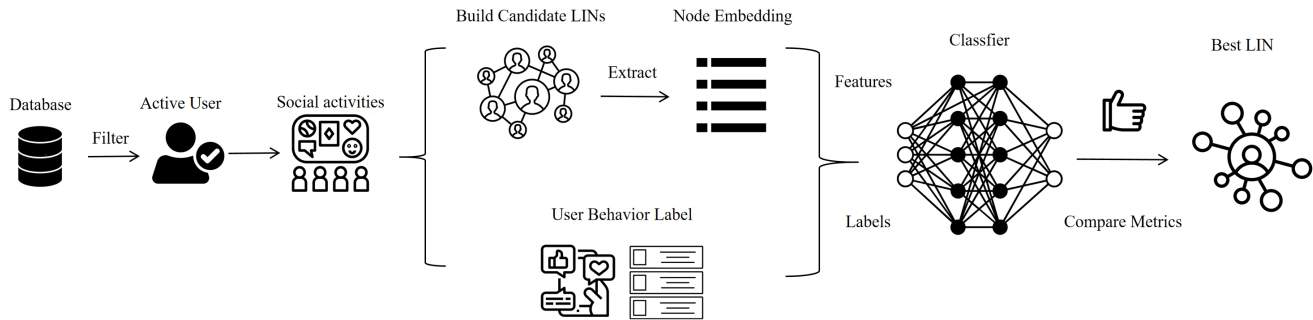 Database
Filter
Active User
Social activities
Build Candidate LINs
Extract
Node Embedding
User Behavior Label
Features
Labels
Classfier
Compare Metrics
Best LIN